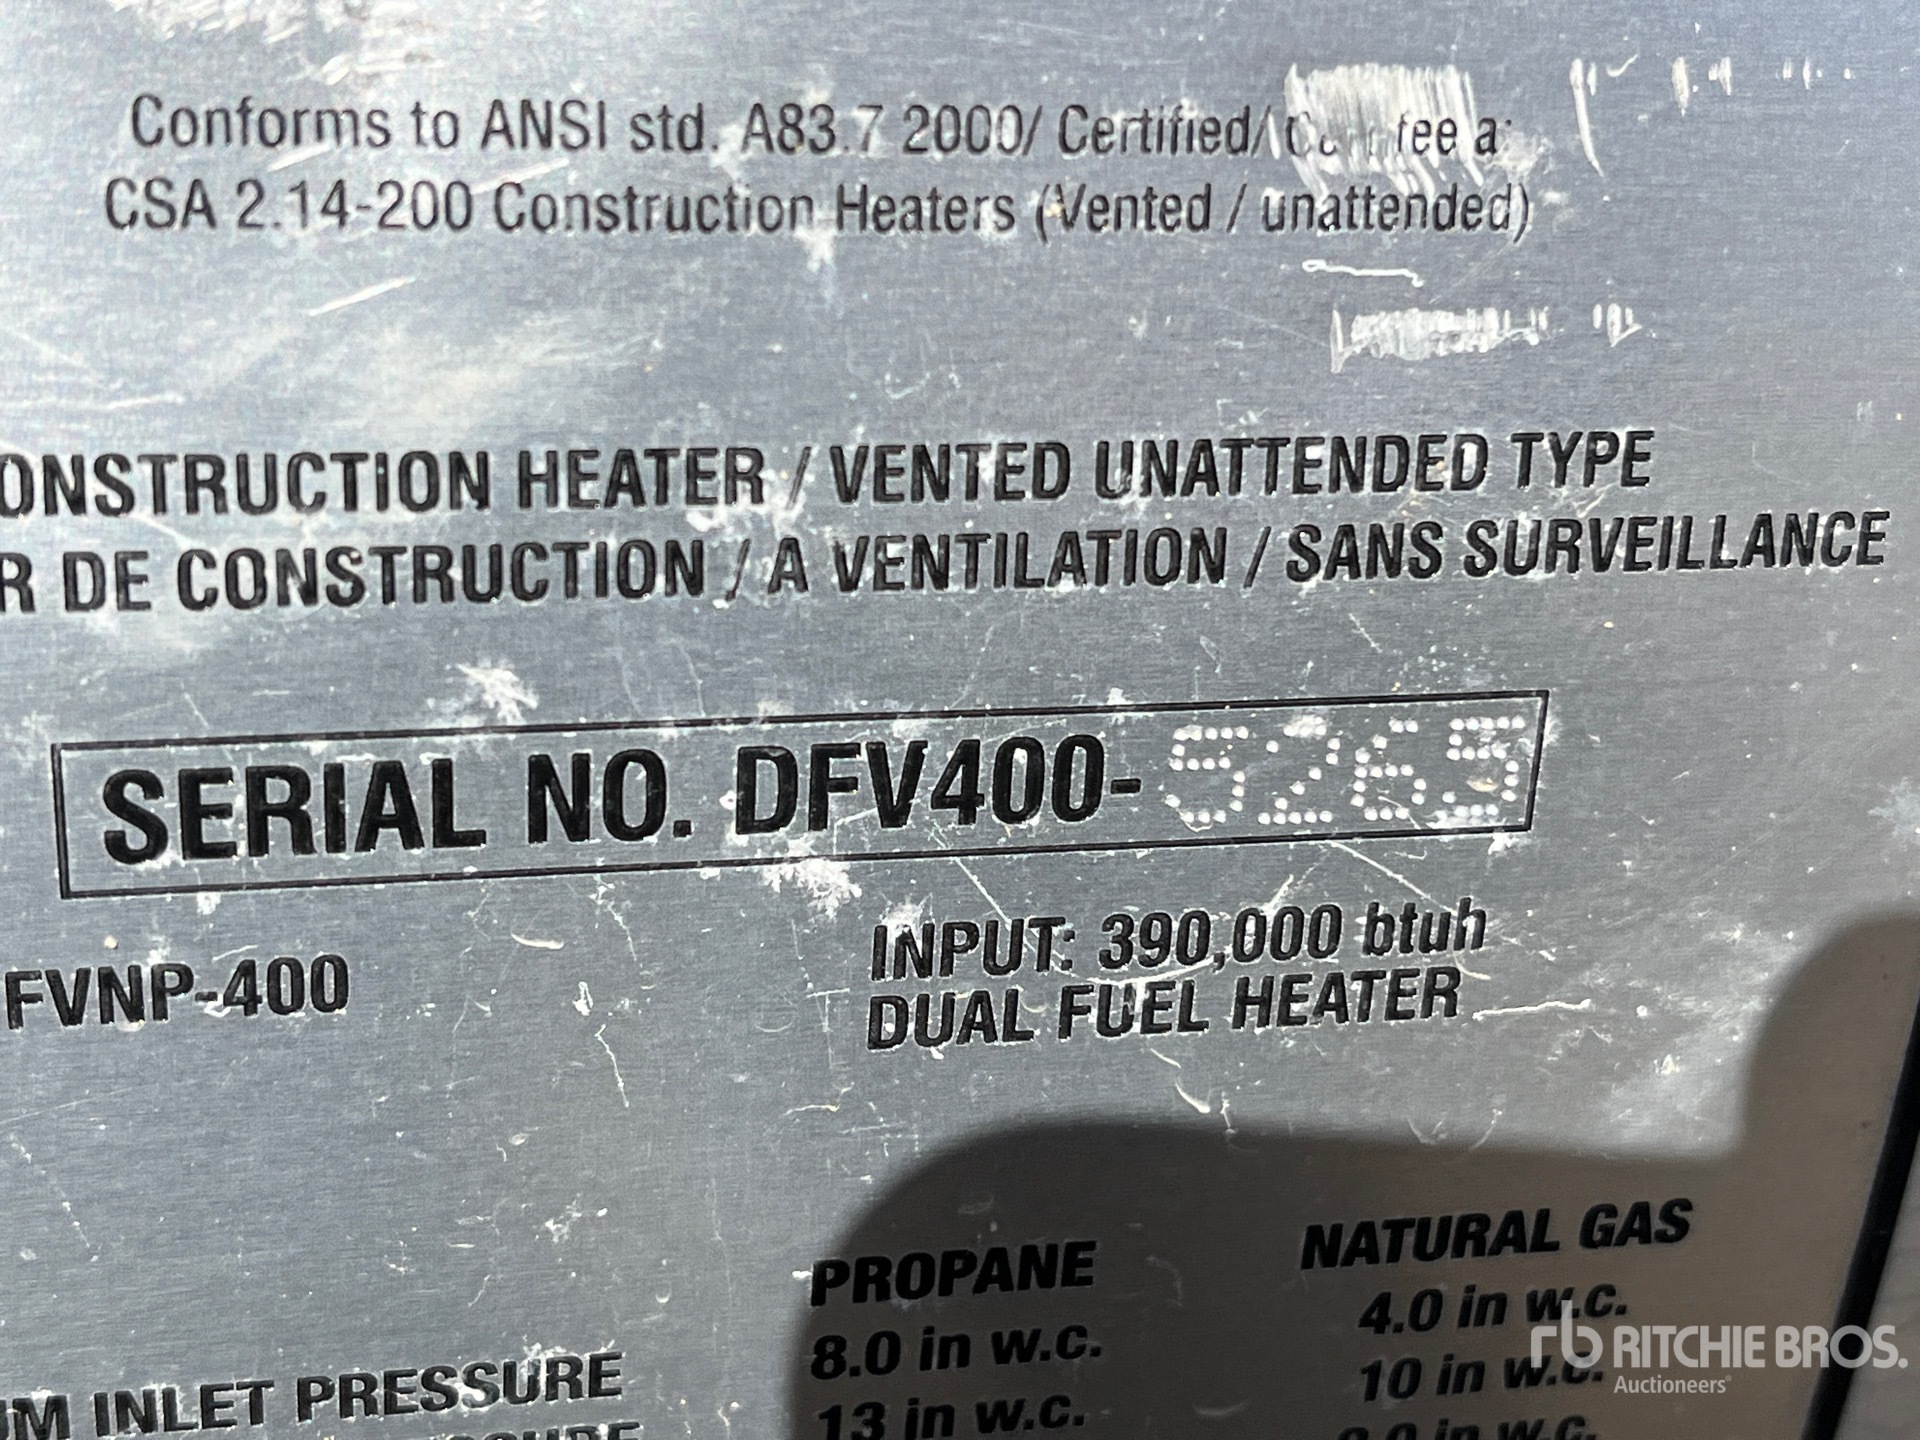 Conforms to ANSI std. A83.7 2000/ Certified/
CSA 2.14-200 Construction Heaters (Vented / unattended)
ONSTRUCTION HEATER / VENTED UNATTENDED TYPE
R DE CONSTRUCTION / A VENTILATION / SANS SURVEILLANCE
SERIAL NO. DFV400-5265
FVNP-400
INPUT: 390,000 btuh
DUAL FUEL HEATER
PROPANE NATURAL GAS
8.0 in w.c. 4.0 in w.c.
UM INLET PRESSURE 13 in w.c. 10 in w.c.
rb RITCHIE BROS.
Auctioneers